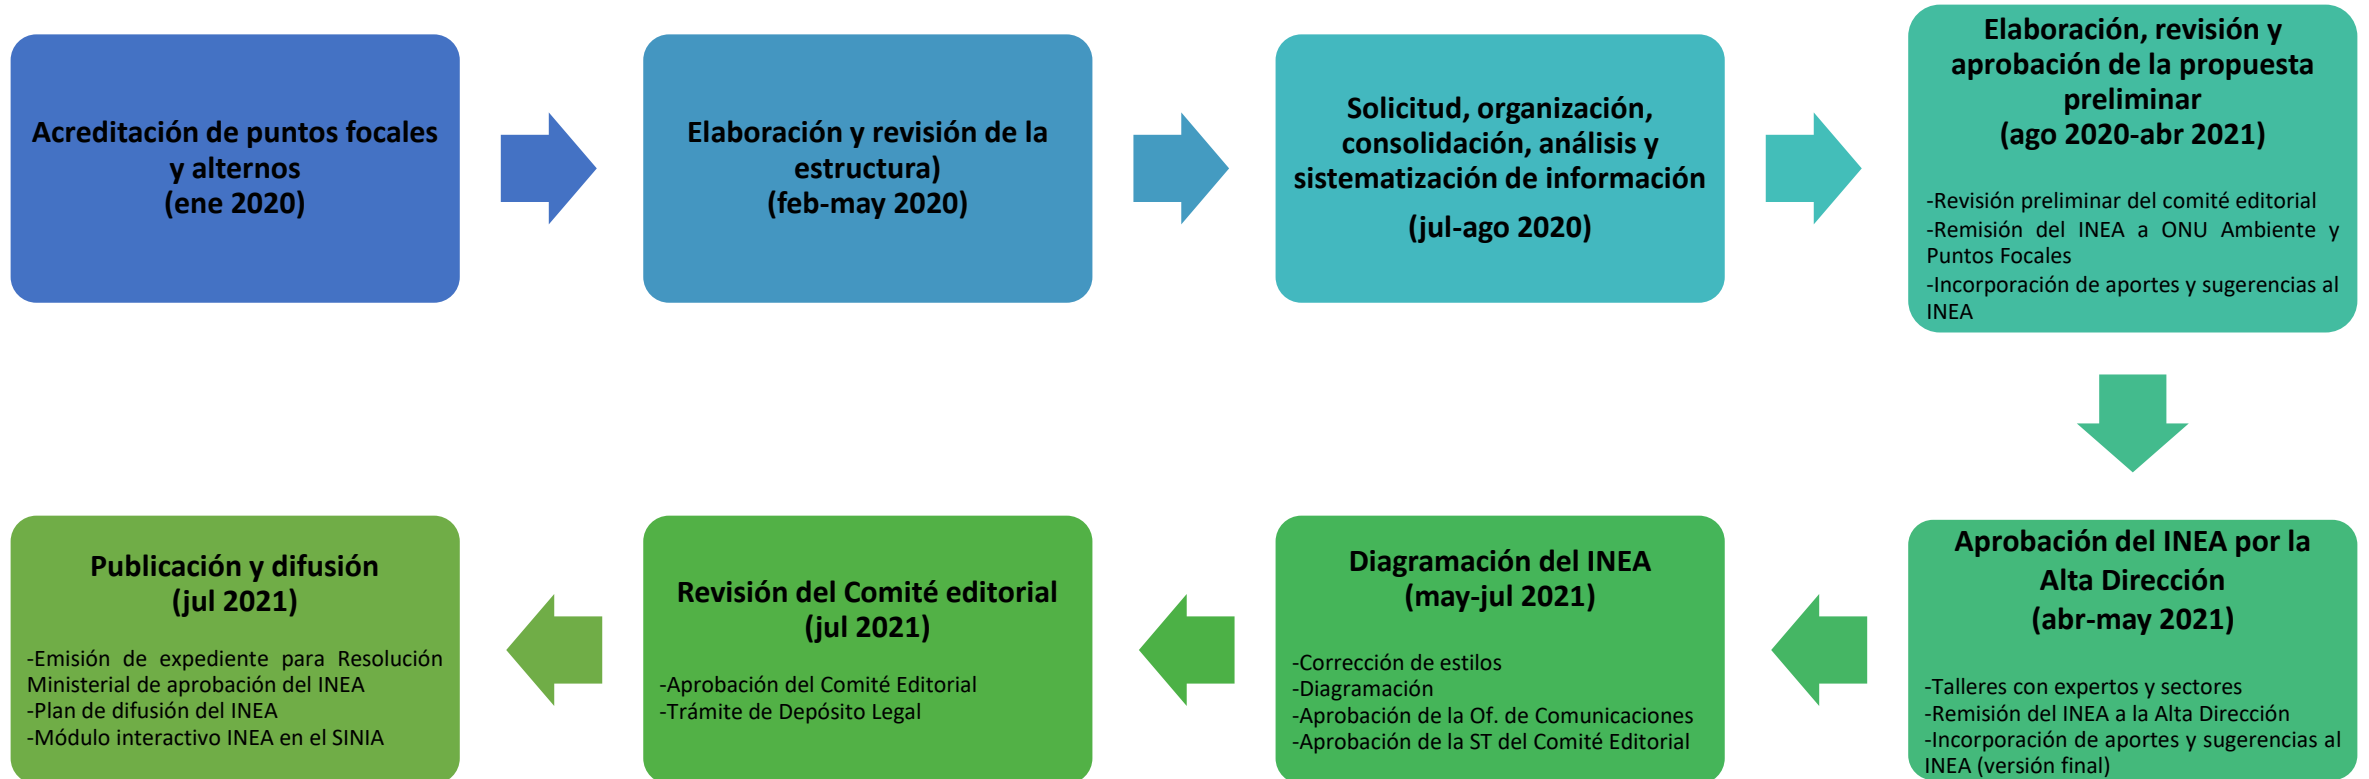 Acreditación de puntos focales
y alternos
(ene 2020)
Elaboración y revisión de la
estructura)
(feb-may 2020)
Solicitud, organización,
consolidación, análisis y
sistematización de información
(jul-ago 2020)
Elaboración, revisión y
aprobación de la propuesta
preliminar
(ago 2020-abr 2021)
-Revisión preliminar del comité editorial
-Remisión del INEA a ONU Ambiente y
Puntos Focales
-Incorporación de aportes y sugerencias al
INEA
Aprobación del INEA por la
Alta Dirección
(abr-may 2021)
-Talleres con expertos y sectores
-Remisión del INEA a la Alta Dirección
-Incorporación de aportes y sugerencias al
INEA (versión final)
Diagramación del INEA
(may-jul 2021)
-Corrección de estilos
-Diagramación
-Aprobación de la Of. de Comunicaciones
-Aprobación de la ST del Comité Editorial
Revisión del Comité editorial
(jul 2021)
-Aprobación del Comité Editorial
-Trámite de Depósito Legal
Publicación y difusión
(jul 2021)
-Emisión de expediente para Resolución
Ministerial de aprobación del INEA
-Plan de difusión del INEA
-Módulo interactivo INEA en el SINIA